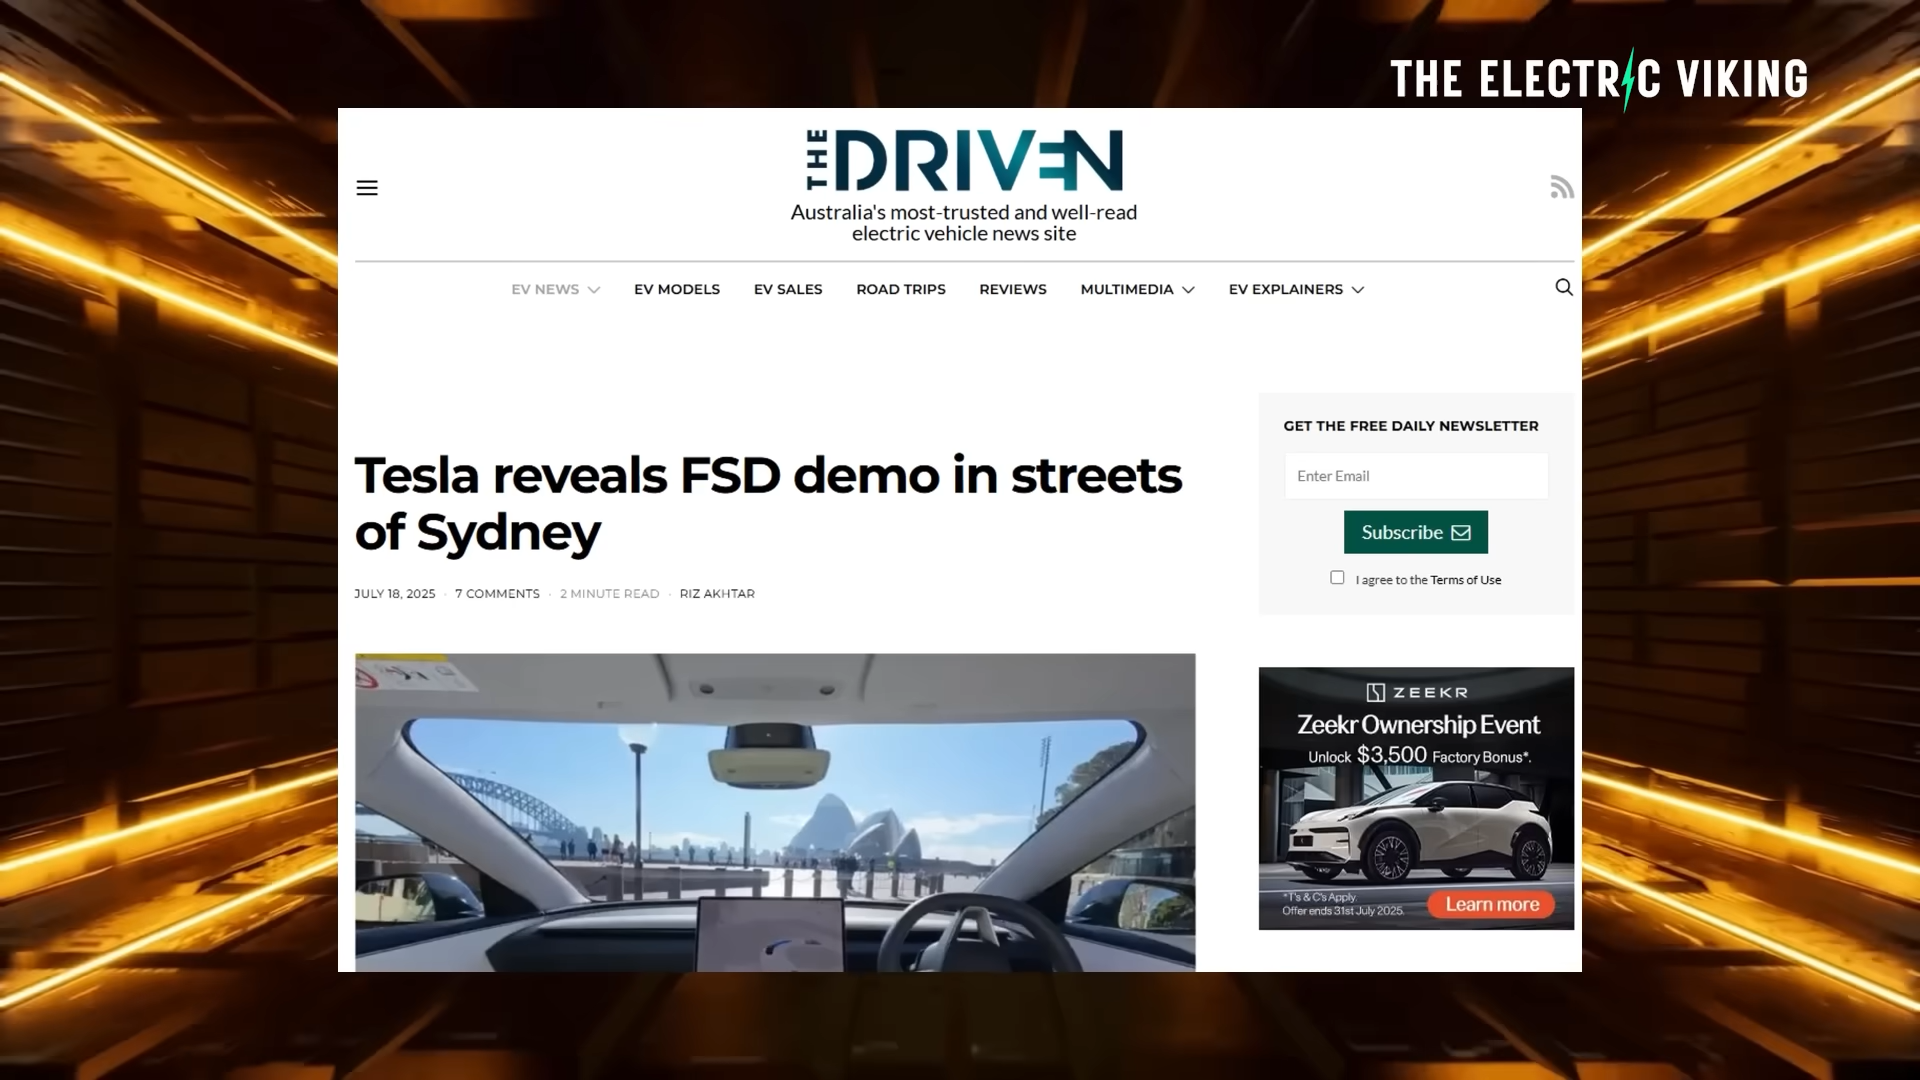 THE ELECTRIC VIKING
THE DRIVEN
Australia's most-trusted and well-read
electric vehicle news site
EV NEWS
EV MODELS
EV SALES
ROAD TRIPS
REVIEWS
MULTIMEDIA
EV EXPLAINERS
Tesla reveals FSD demo in streets
of Sydney
JULY 18, 2025 · 7 COMMENTS · 2 MINUTE READ · RIZ AKHTAR
GET THE FREE DAILY NEWSLETTER
Enter Email
Subscribe
I agree to the Terms of Use
ZEEKR
Zeekr Ownership Event
Unlock $3,500 Factory Bonus*.
*T's & C's Apply.
Offer ends 31st July 2025.
Learn more